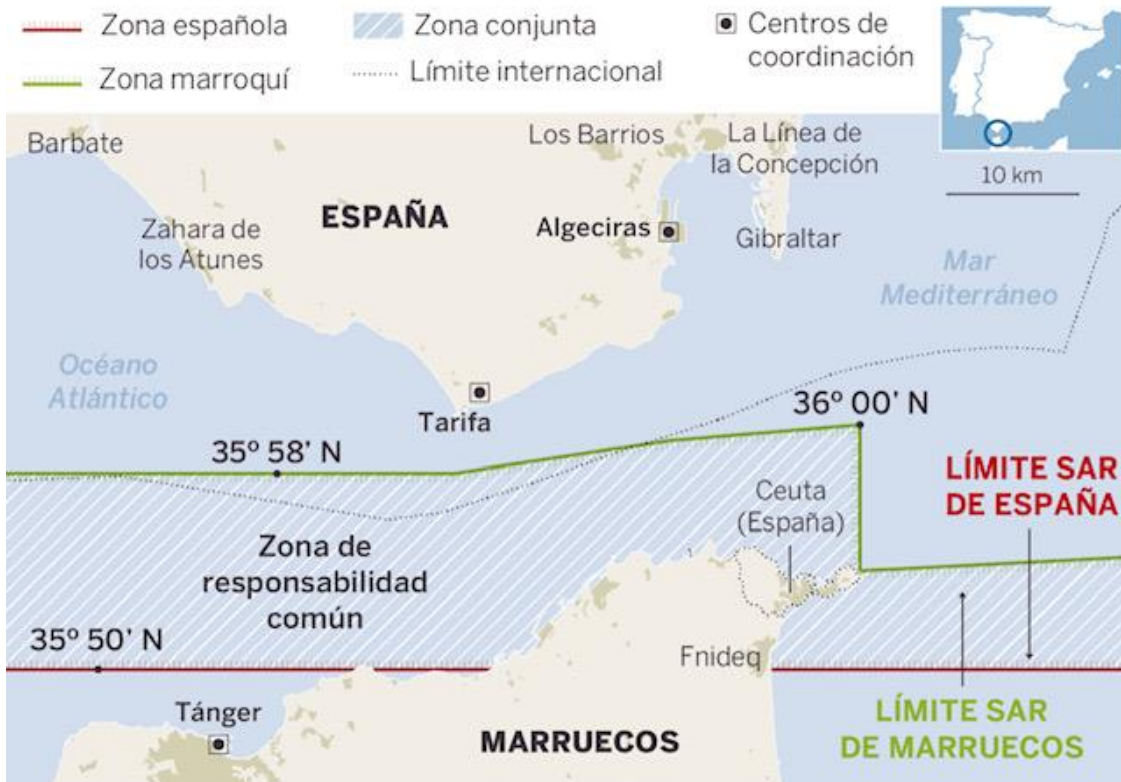 Zona española
Zona marroquí
Zona conjunta
Límite internacional
Centros de
coordinación
10 km
Barbate
Los Barrios
La Línea de
la Concepción
ESPAÑA
Algeciras
Gibraltar
Zahara de
los Atunes
Mar
Mediterráneo
Océano
Atlántico
Tarifa
36º 00’ N
35º 58’ N
LÍMITE SAR
DE ESPAÑA
Ceuta
(España)
Zona de
responsabilidad
común
35º 50’ N
Fnideq
Tánger
MARRUECOS
LÍMITE SAR
DE MARRUECOS